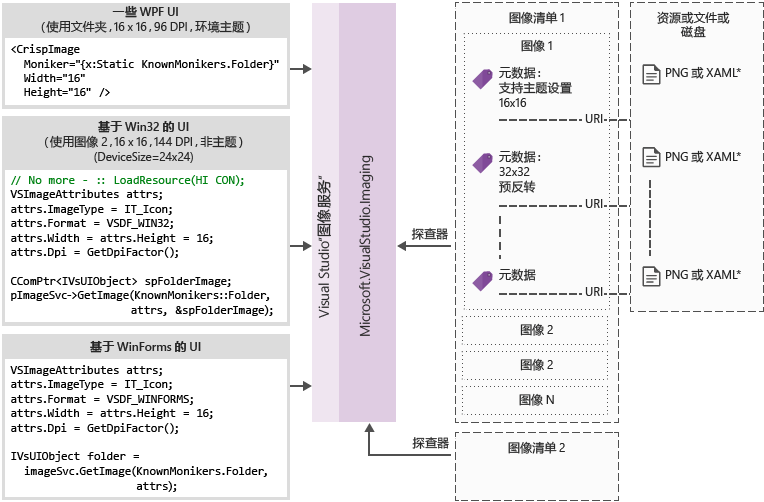 一些 WPF UI
（使用文件夹，16 x 16，96 DPI，环境主题）
<CrispImage
Moniker="{x:Static KnownMonikers.Folder}"
Width="16"
Height="16" />
基于 Win32 的 UI
（使用图像 2，16 x 16，144 DPI，非主题）
(DeviceSize=24x24)
// No more - :: LoadResource(HI CON);
VSImageAttributes attrs;
attrs.ImageType = IT_Icon;
attrs.Format = VSDF_WIN32;
attrs.Width = attrs.Height = 16;
attrs.Dpi = GetDpiFactor();
CComPtr<IVsUIObject> spFolderImage;
pImageSvc->GetImage(KnownMonikers::Folder,
attrs, &spFolderImage);
基于 WinForms 的 UI
VSImageAttributes attrs;
attrs.ImageType = IT_Icon;
attrs.Format = VSDF_WINFORMS;
attrs.Width = attrs.Height = 16;
attrs.Dpi = GetDpiFactor();
IVsUIObject folder =
imageSvc.GetImage(KnownMonikers.Folder,
attrs);
Visual Studio"图像服务"
Microsoft.VisualStudio.Imaging
探查器
探查器
图像清单 1
图像 1
元数据：
支持主题设置
16x16
URI
元数据：
32x32
预反转
URI
元数据
URI
图像 2
图像 2
图像 N
图像清单 2
资源或文件或
磁盘
PNG 或 XAML*
PNG 或 XAML*
PNG 或 XAML*